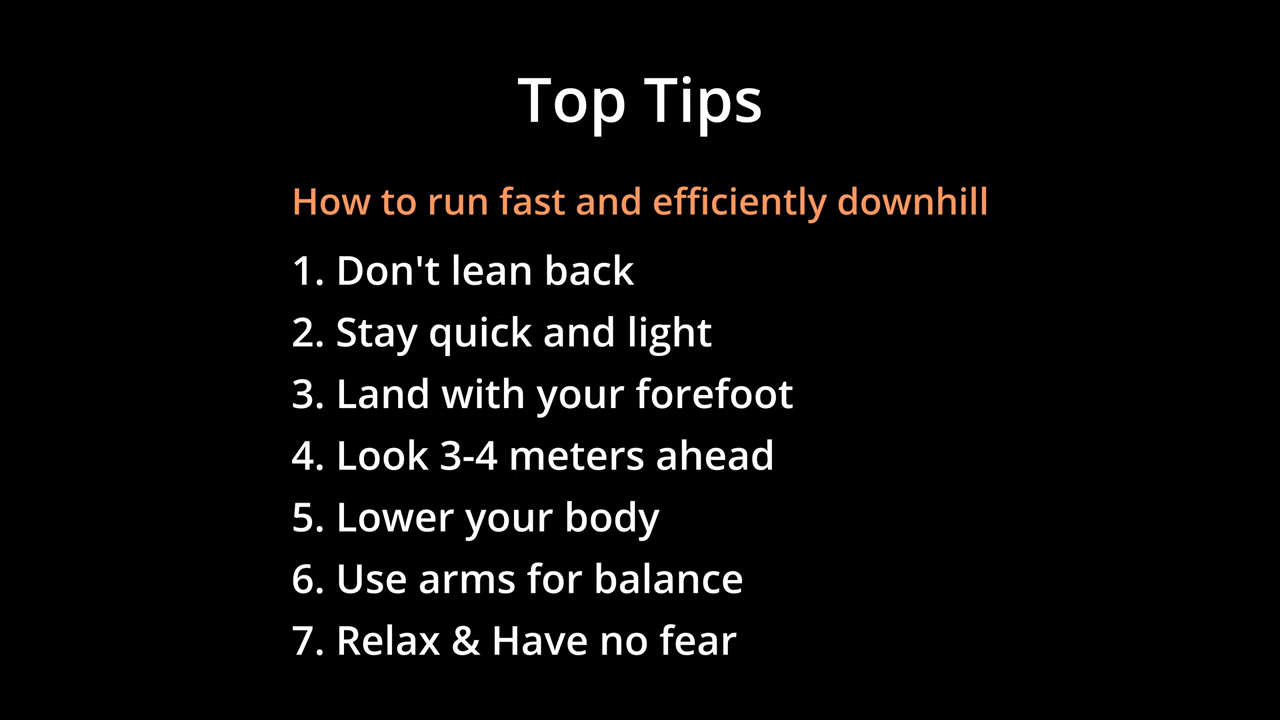 Top Tips
How to run fast and efficiently downhill
1. Don't lean back
2. Stay quick and light
3. Land with your forefoot
4. Look 3-4 meters ahead
5. Lower your body
6. Use arms for balance
7. Relax & Have no fear